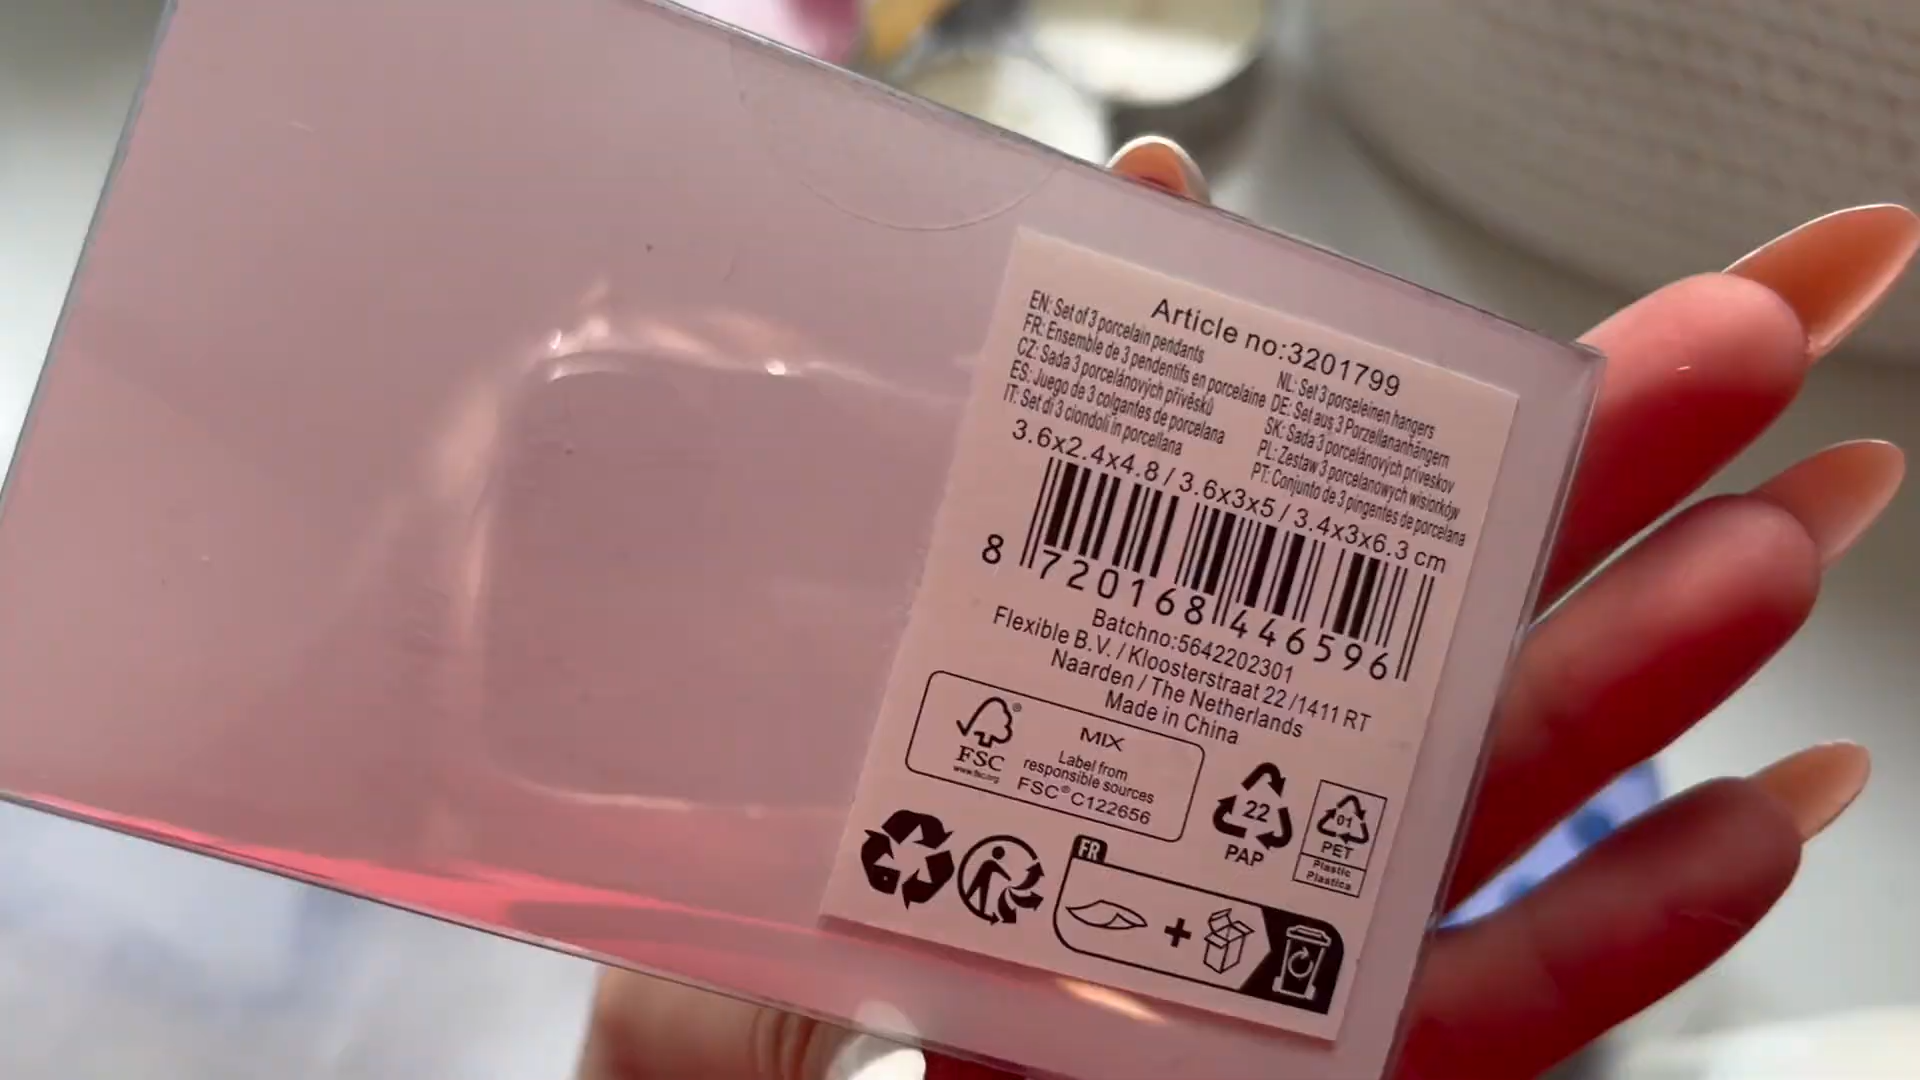 Article no:3201799
EN: Set of 3 porcelain pendants
FR: Ensemble de 3 pendentifs en porcelaine
CZ: Sada 3 porcelánových přívěsků
ES: Juego de 3 colgantes de porcelana
IT: Set di 3 ciondoli in porcellana
NL: Set 3 porseleinen hangers
DE: Set aus 3 Porzellananhängern
SK: Sada 3 porcelánových príveskov
PL: Zestaw 3 porcelanowych wisiorków
PT: Conjunto de 3 pingentes de porcelana
3.6x2.4x4.8 / 3.6x3x5 / 3.4x3x6.3 cm
8 720168 446596
Batchno:5642202301
Flexible B.V. / Kloosterstraat 22 /1411 RT
Naarden / The Netherlands
Made in China
FSC®
www.fsc.org
MIX
Label from
responsible sources
FSC® C122656
22
PAP
01
PET
Plastic
Plastica
FR